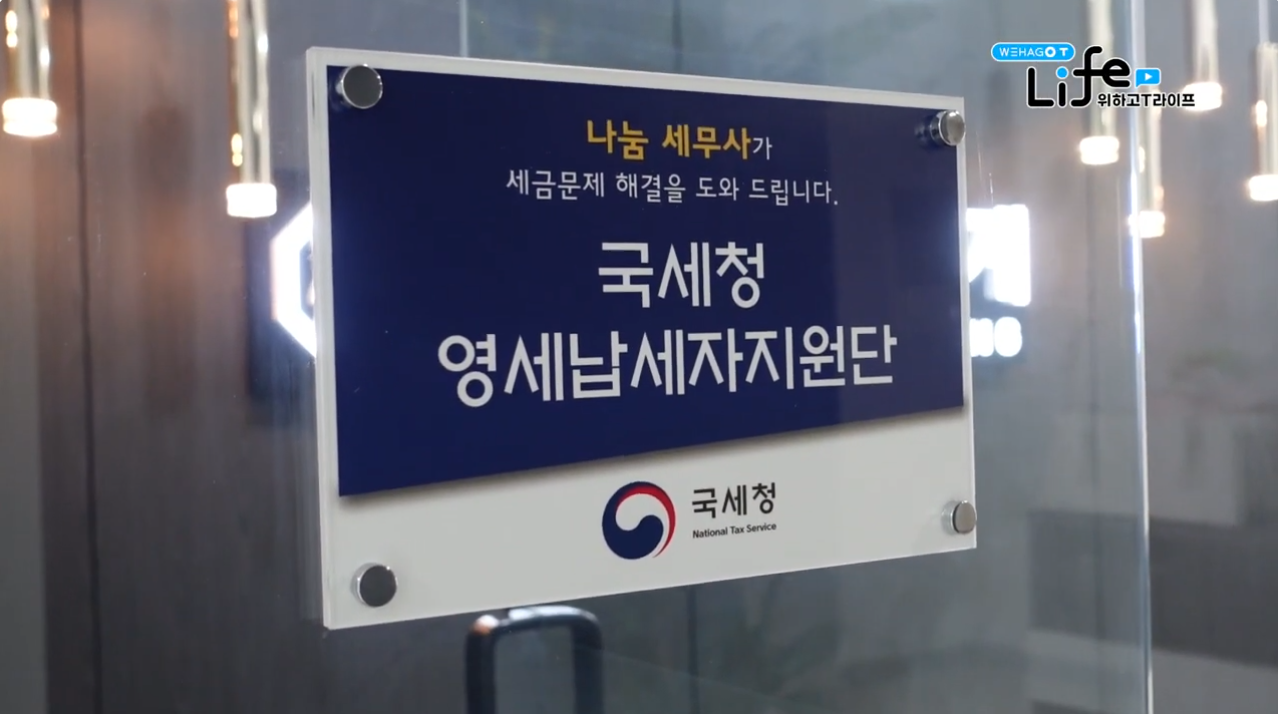 WEHAGO T
Life
위하고T라이프
나눔 세무사가
세금문제 해결을 도와 드립니다.
국세청
영세납세자지원단
국세청
National Tax Service